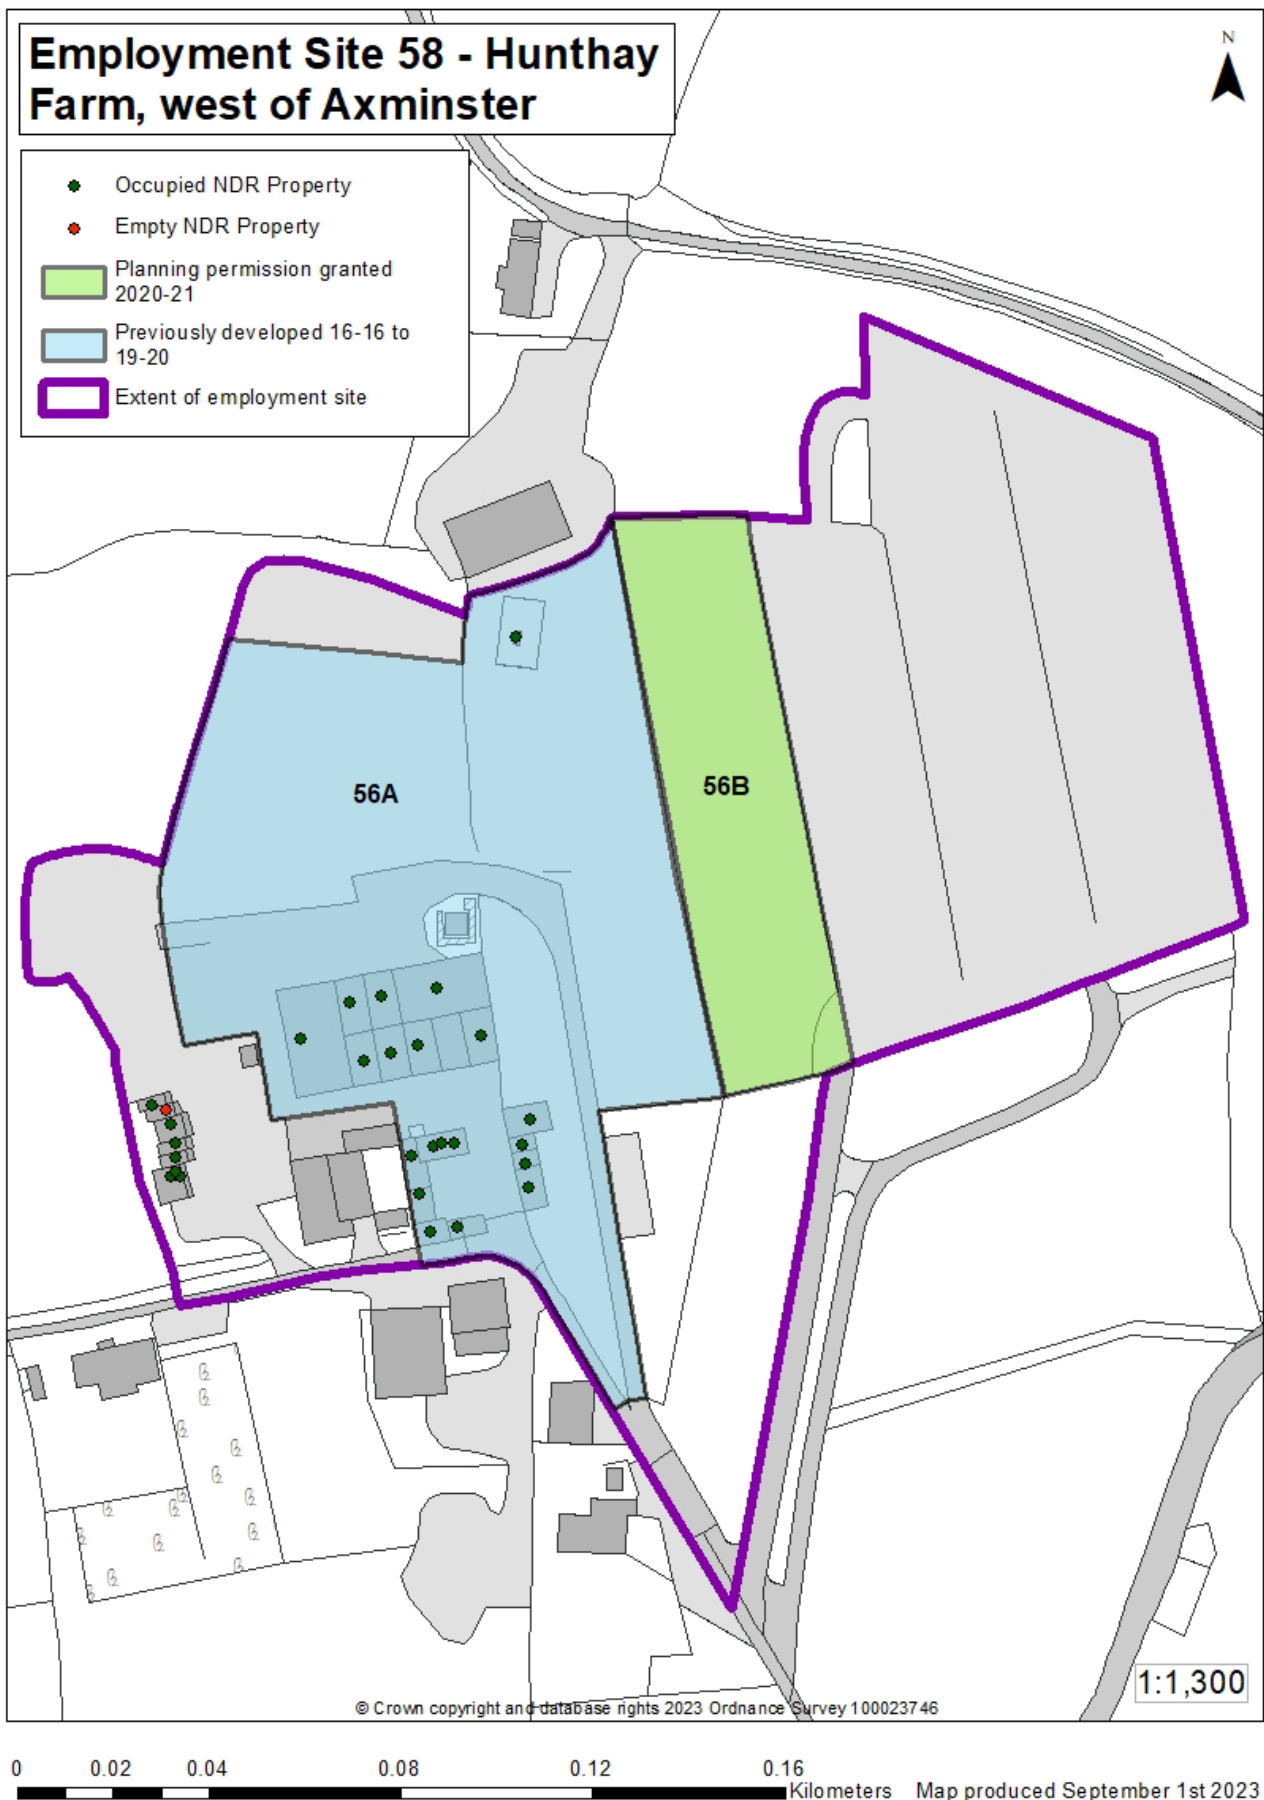 Employment Site 58 - Hunthay
Farm, west of Axminster
N
Occupied NDR Property
Empty NDR Property
Planning permission granted
2020-21
Previously developed 16-16 to
19-20
Extent of employment site
56A
56B
1:1,300
© Crown copyright and database rights 2023 Ordnance Survey 100023746
0 0.02 0.04 0.08 0.12 0.16
Kilometers
Map produced September 1st 2023